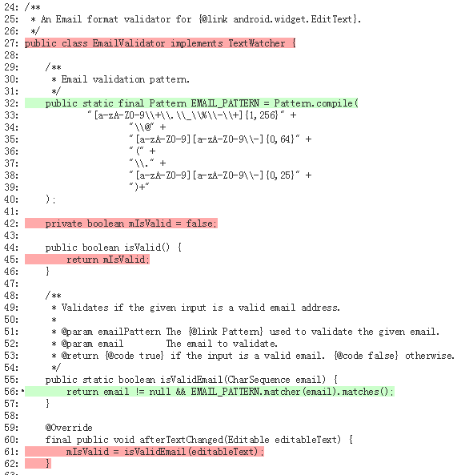 24: /**
25:  * An Email format validator for {@link android.widget.EditText}.
26:  */
27: public class EmailValidator implements TextWatcher {
28:
29:     /**
30:      * Email validation pattern.
31:      */
32:     public static final Pattern EMAIL_PATTERN = Pattern.compile(
33:             "[a-zA-Z0-9\\+\\.\\_\\%\\-\\+]{1,256}" +
34:                     "\\@" +
35:                     "[a-zA-Z0-9][a-zA-Z0-9\\-]{0,64}" +
36:                     "(" +
37:                     "\\." +
38:                     "[a-zA-Z0-9][a-zA-Z0-9\\-]{0,25}" +
39:                     ")+"
40:     );
41:
42:     private boolean mIsValid = false;
43:
44:     public boolean isValid() {
45:         return mIsValid;
46:     }
47:
48:     /**
49:      * Validates if the given input is a valid email address.
50:      *
51:      * @param emailPattern The {@link Pattern} used to validate the given email.
52:      * @param email        The email to validate.
53:      * @return {@code true} if the input is a valid email. {@code false} otherwise.
54:      */
55:     public static boolean isValidEmail(CharSequence email) {
56:         return email != null && EMAIL_PATTERN.matcher(email).matches();
57:     }
58:
59:     @Override
60:     final public void afterTextChanged(Editable editableText) {
61:         mIsValid = isValidEmail(editableText);
62:     }